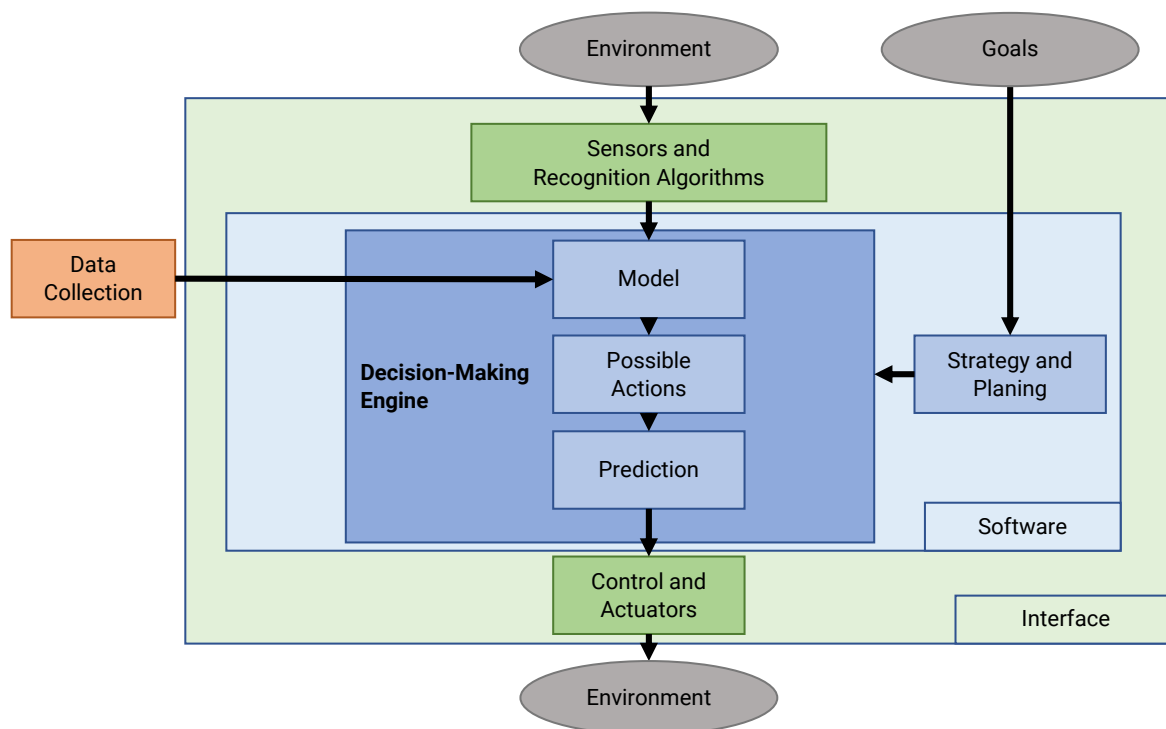 Environment
Goals
Sensors and
Recognition Algorithms
Data
Collection
Model
Decision-Making
Engine
Possible
Actions
Strategy and
Planing
Prediction
Software
Control and
Actuators
Interface
Environment